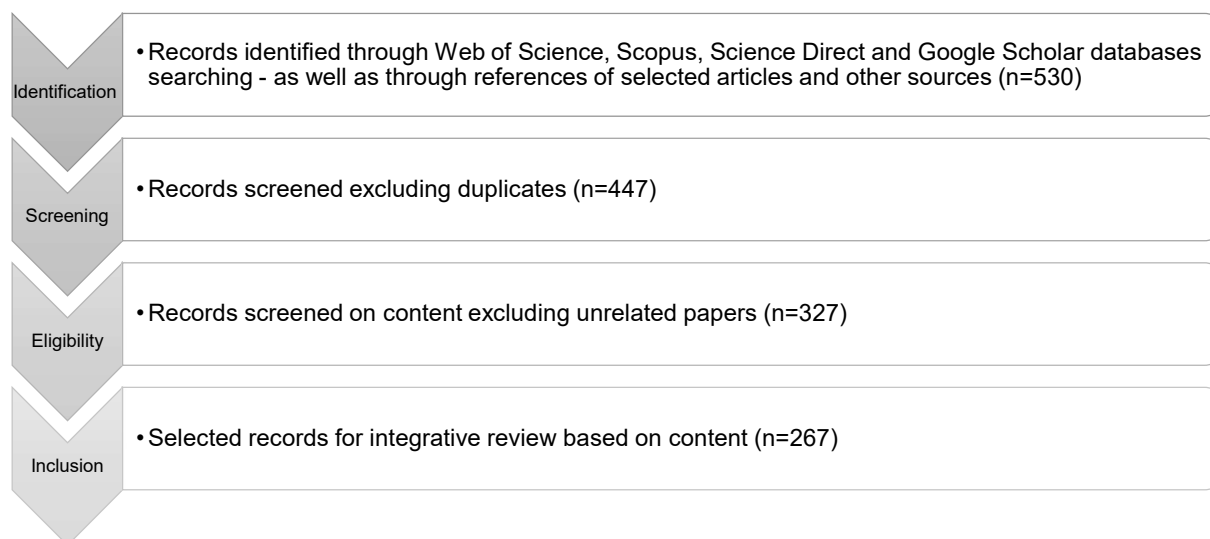 Identification
•Records identified through Web of Science, Scopus, Science Direct and Google Scholar databases
searching - as well as through references of selected articles and other sources (n=530)
Screening
•Records screened excluding duplicates (n=447)
Eligibility
•Records screened on content excluding unrelated papers (n=327)
Inclusion
•Selected records for integrative review based on content (n=267)